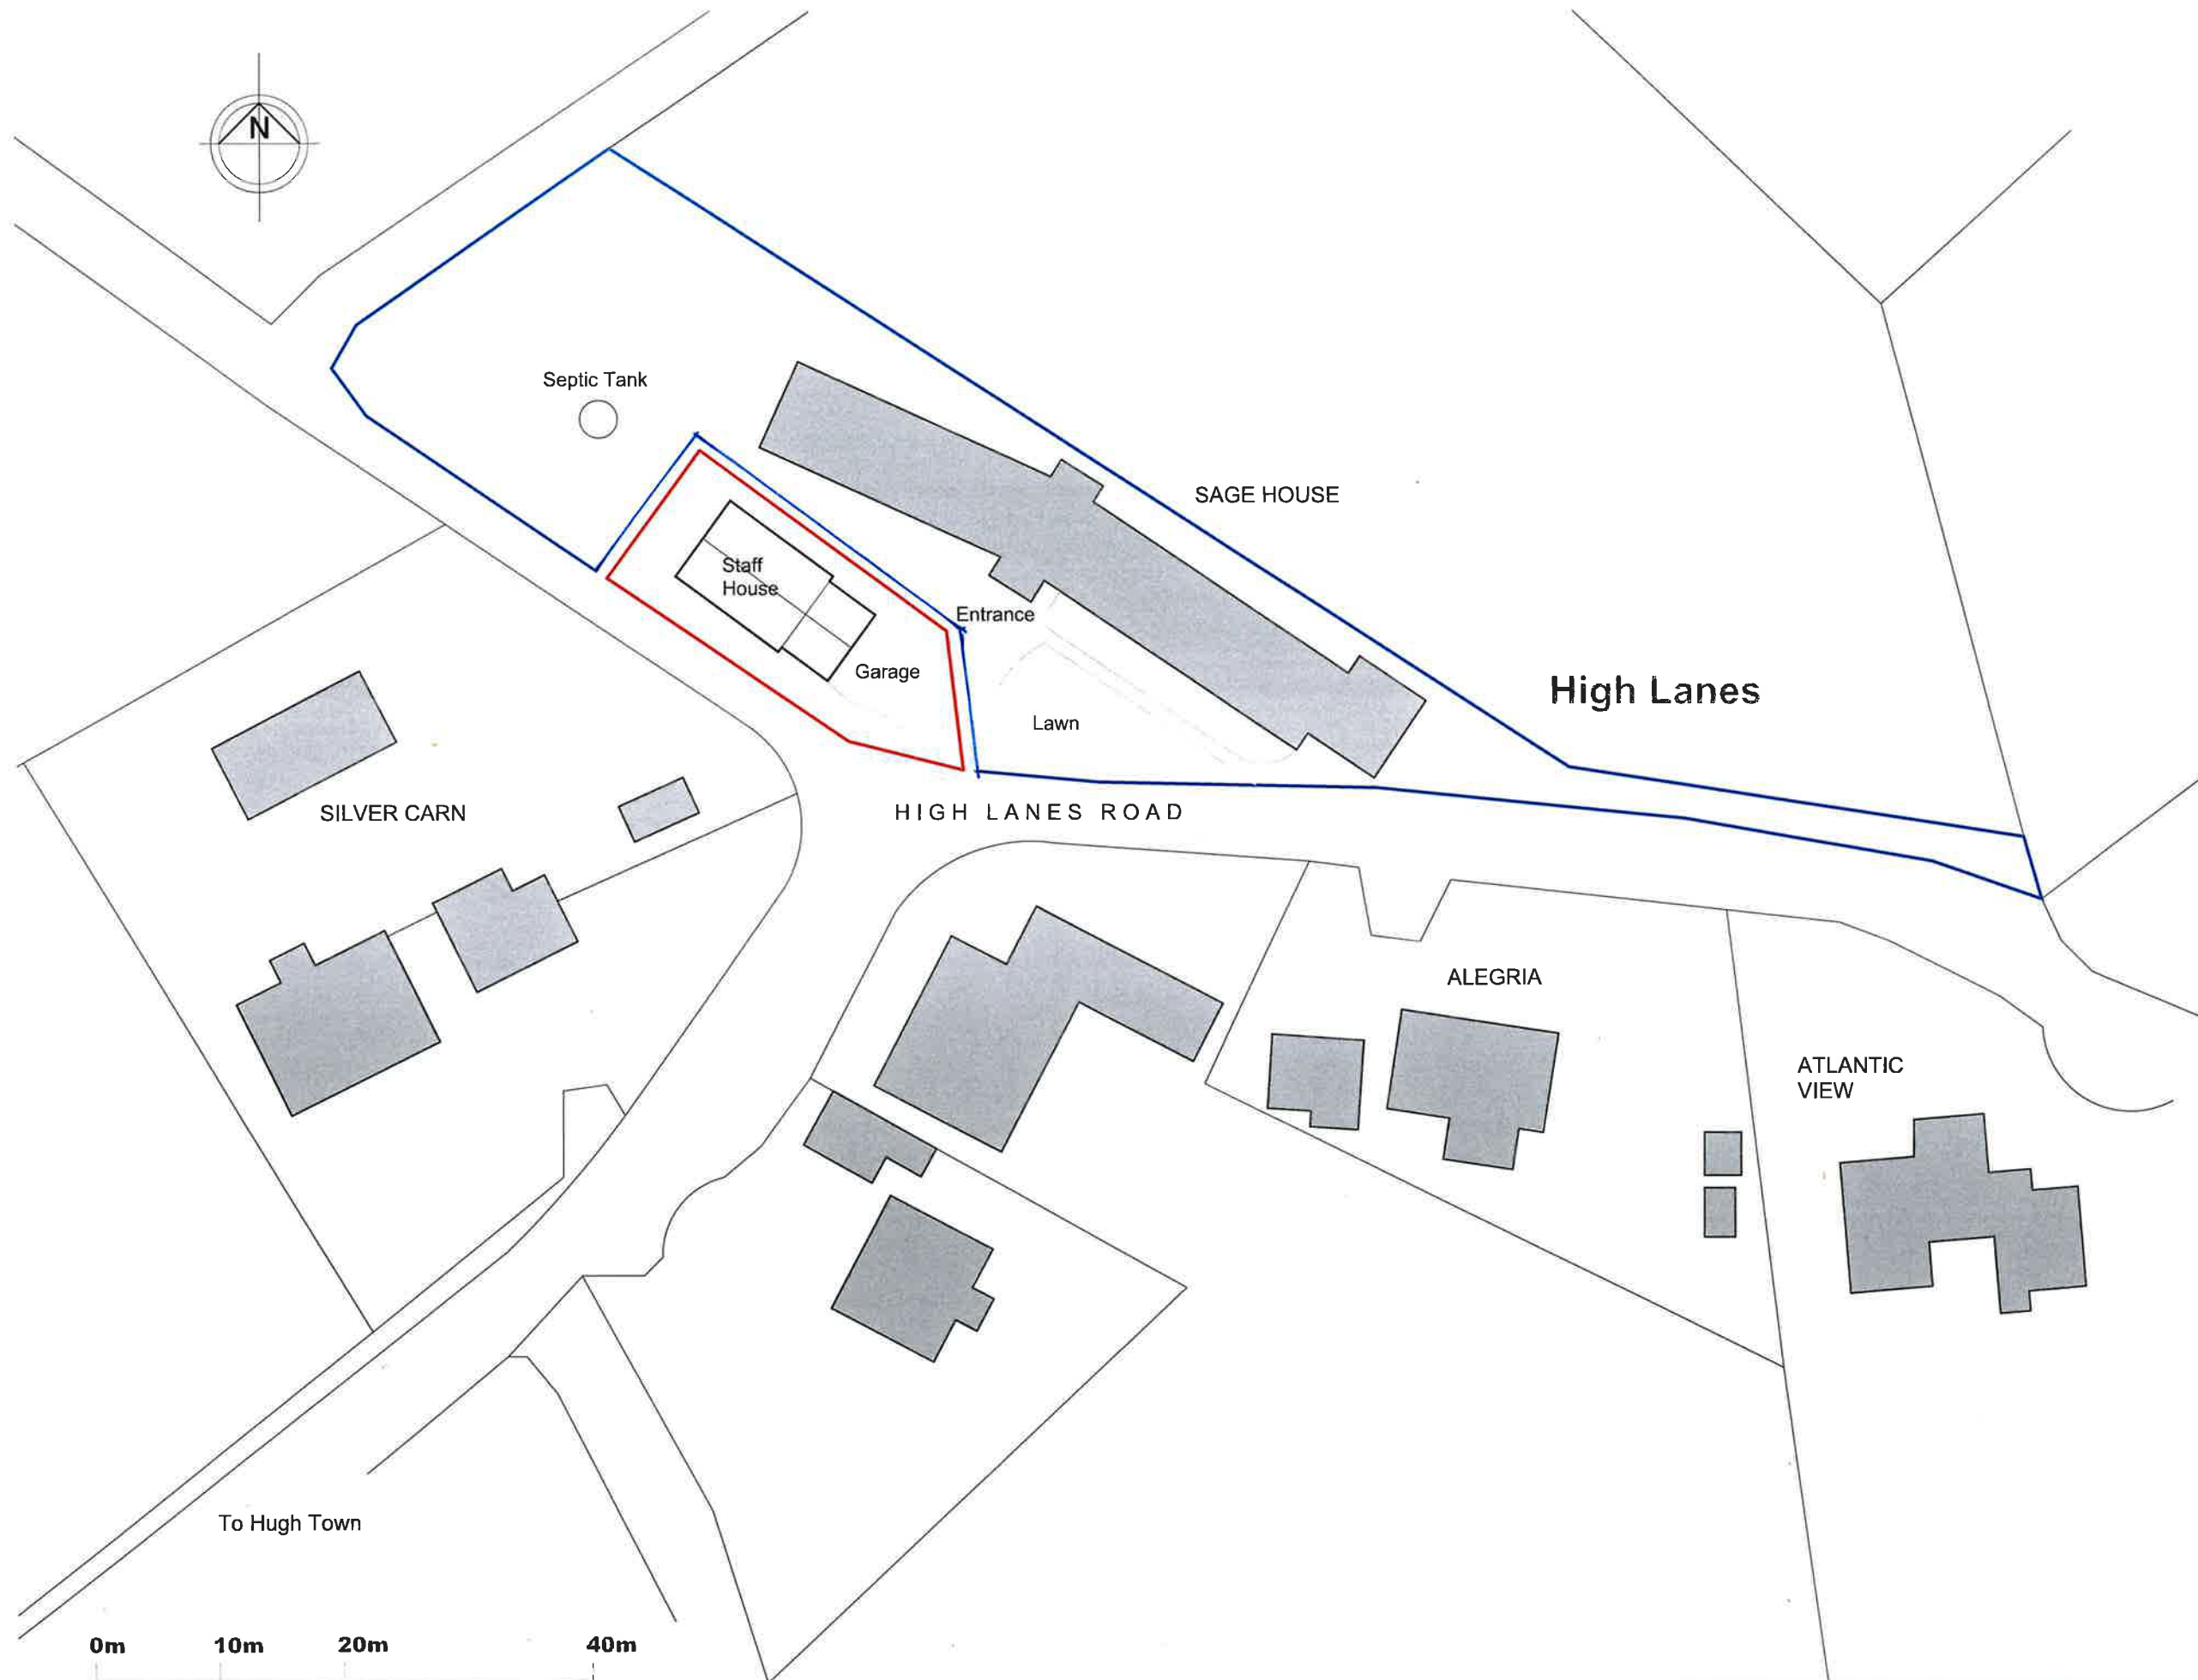 N
Septic Tank
SAGE HOUSE
Staff
House
Entrance
Garage
High Lanes
Lawn
SILVER CARN
HIGH LANES ROAD
ALEGRIA
ATLANTIC
VIEW
To Hugh Town
0m 10m 20m 40m